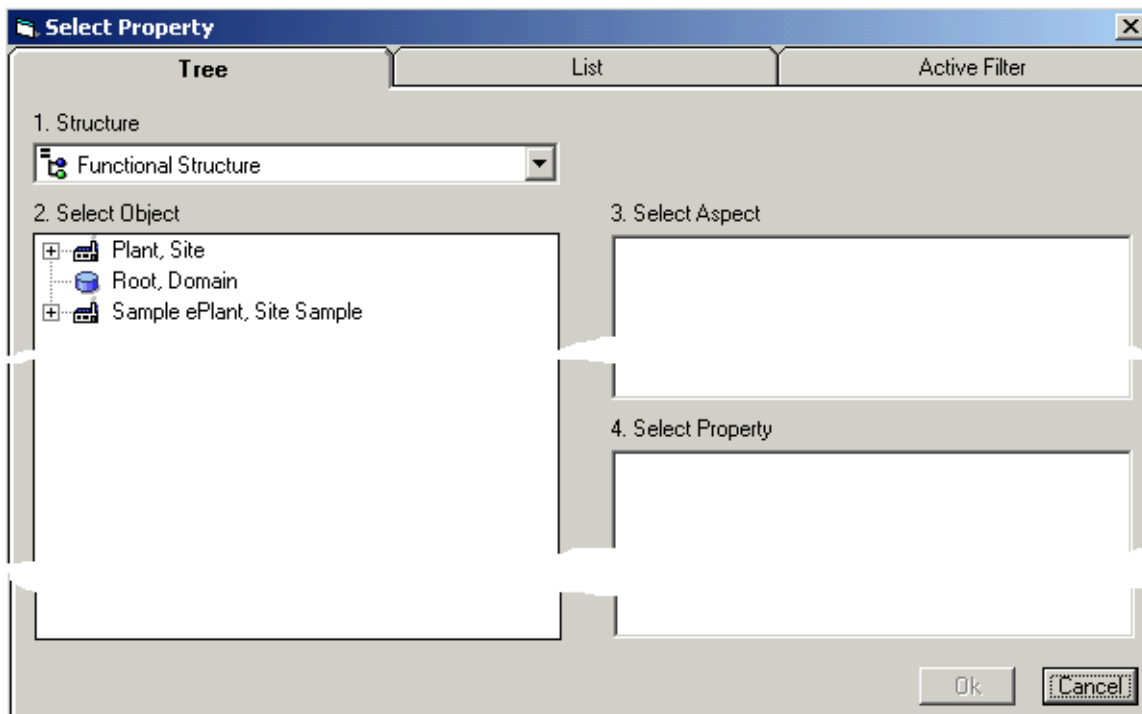 Select Property
Tree
List
Active Filter
1. Structure
Functional Structure
2. Select Object
Plant, Site
Root, Domain
Sample ePlant, Site Sample
3. Select Aspect
4. Select Property
Ok
Cancel